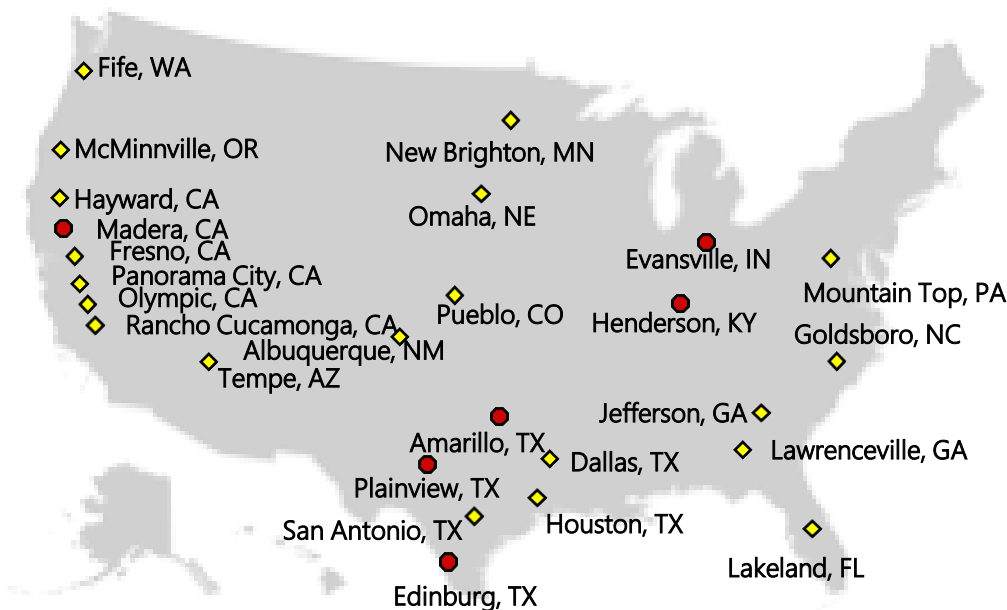 Fife, WA
New Brighton, MN
McMinnville, OR
Hayward, CA
Omaha, NE
Madera, CA
Fresno, CA
Evansville, IN
Panorama City, CA
Mountain Top, PA
Olympic, CA
Pueblo, CO
Rancho Cucamonga, CA
Henderson, KY
Goldsboro, NC
Albuquerque, NM
Tempe, AZ
Jefferson, GA
Amarillo, TX
Lawrenceville, GA
Dallas, TX
Plainview, TX
Houston, TX
San Antonio, TX
Lakeland, FL
Edinburg, TX